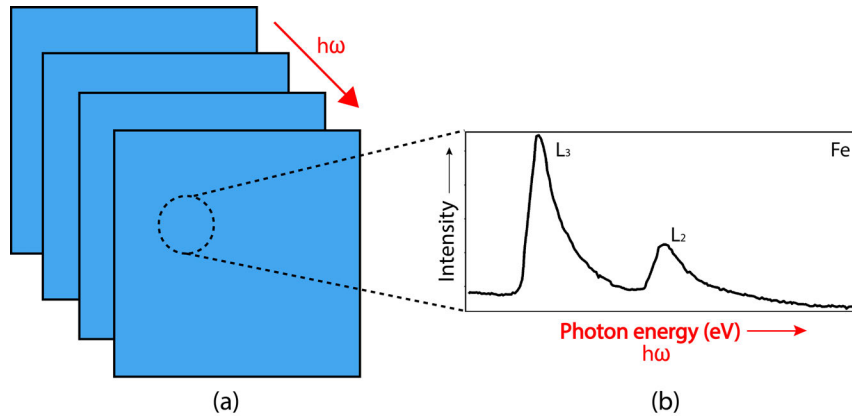 hω
L₃
Fe
L₂
Intensity
Photon energy (eV)
hω
(a)
(b)